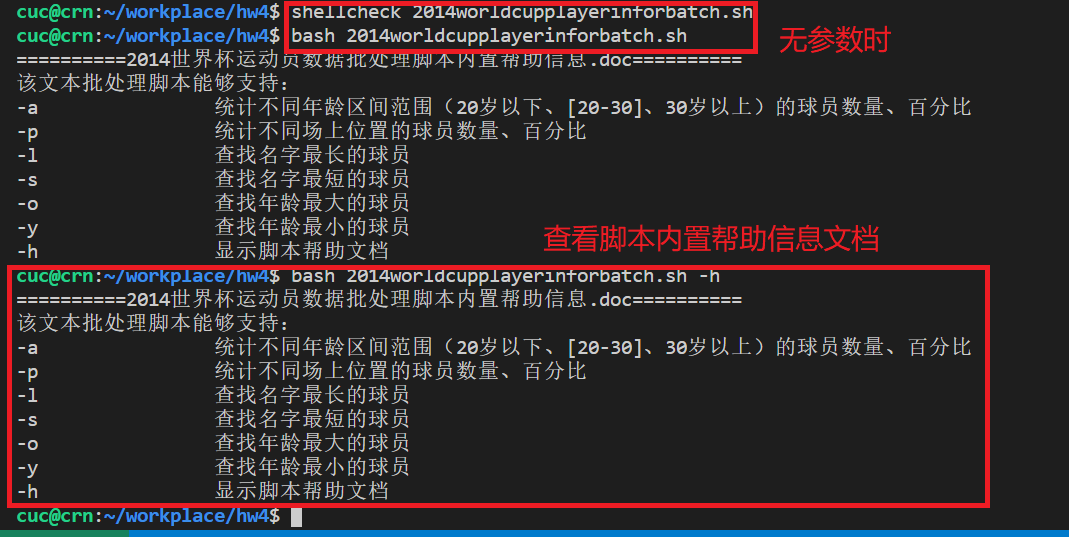 cuc@crn:~/workplace/hw4$ shellcheck 2014worldcupplayerinforbatch.sh
cuc@crn:~/workplace/hw4$ bash 2014worldcupplayerinforbatch.sh
无参数时
==========2014世界杯运动员数据批处理脚本内置帮助信息.doc==========
该文本批处理脚本能够支持:
-a 统计不同年龄区间范围（20岁以下、[20-30]、30岁以上）的球员数量、百分比
-p 统计不同场上位置的球员数量、百分比
-l 查找名字最长的球员
-s 查找名字最短的球员
-o 查找年龄最大的球员
-y 查找年龄最小的球员
-h 显示脚本帮助文档
查看脚本内置帮助信息文档
cuc@crn:~/workplace/hw4$ bash 2014worldcupplayerinforbatch.sh -h
==========2014世界杯运动员数据批处理脚本内置帮助信息.doc==========
该文本批处理脚本能够支持:
-a 统计不同年龄区间范围（20岁以下、[20-30]、30岁以上）的球员数量、百分比
-p 统计不同场上位置的球员数量、百分比
-l 查找名字最长的球员
-s 查找名字最短的球员
-o 查找年龄最大的球员
-y 查找年龄最小的球员
-h 显示脚本帮助文档
cuc@crn:~/workplace/hw4$